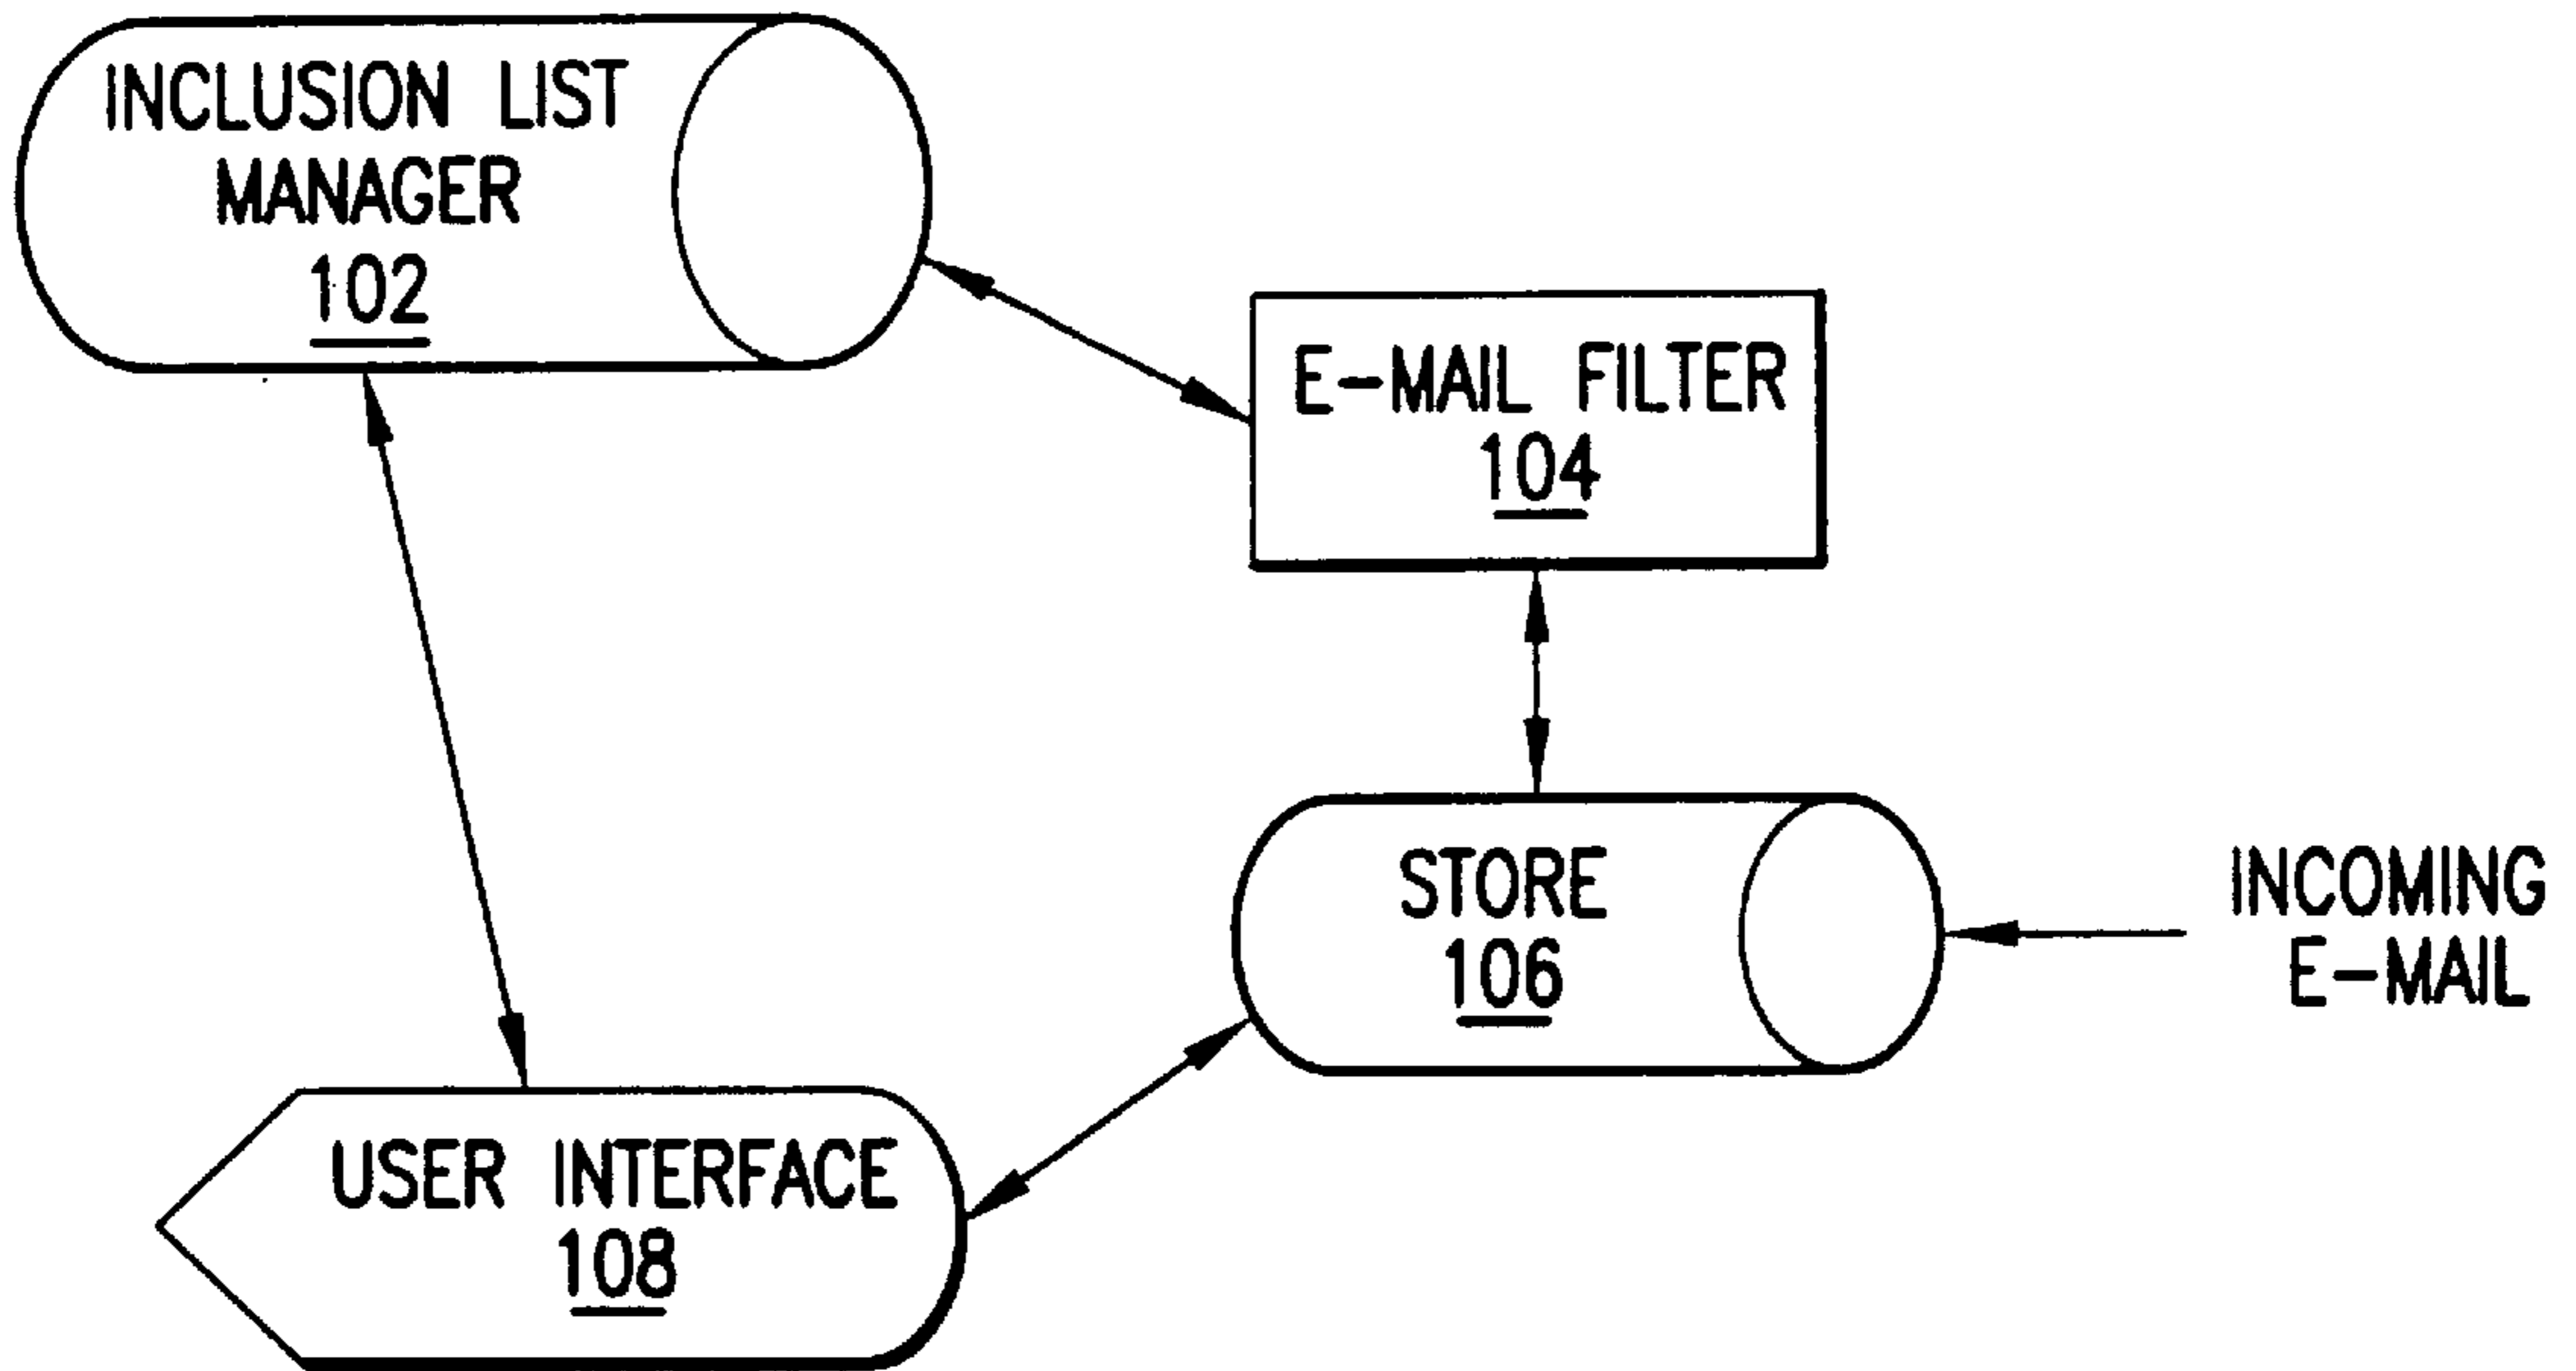 INCLUSION LIST
MANAGER
102
E-MAIL FILTER
104
STORE
106
INCOMING
E-MAIL
USER INTERFACE
108